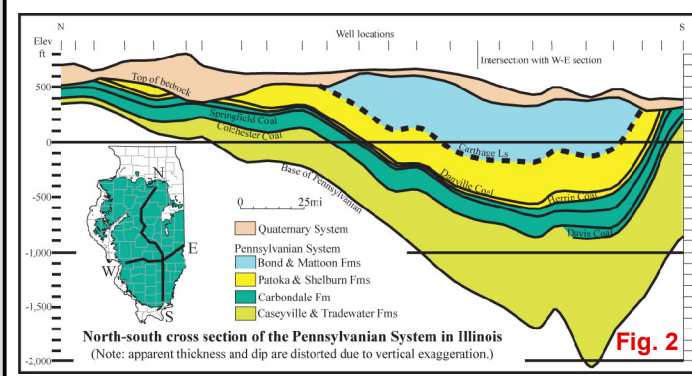 N
Well locations
S
Elev
ft
Intersection with W-E section
500
0
-500
-1,000
-1,500
-2,000
Top of bedrock
Springfield Coal
Colchester Coal
Base of Pennsylvanian
Carthage Ls
Danville Coal
Herrin Coal
Davis Coal
0 25mi
N
E
W
S
Quaternary System
Pennsylvanian System
Bond & Mattoon Fms
Patoka & Shelburn Fms
Carbondale Fm
Caseyville & Tradewater Fms
North-south cross section of the Pennsylvanian System in Illinois
(Note: apparent thickness and dip are distorted due to vertical exaggeration.)
Fig. 2